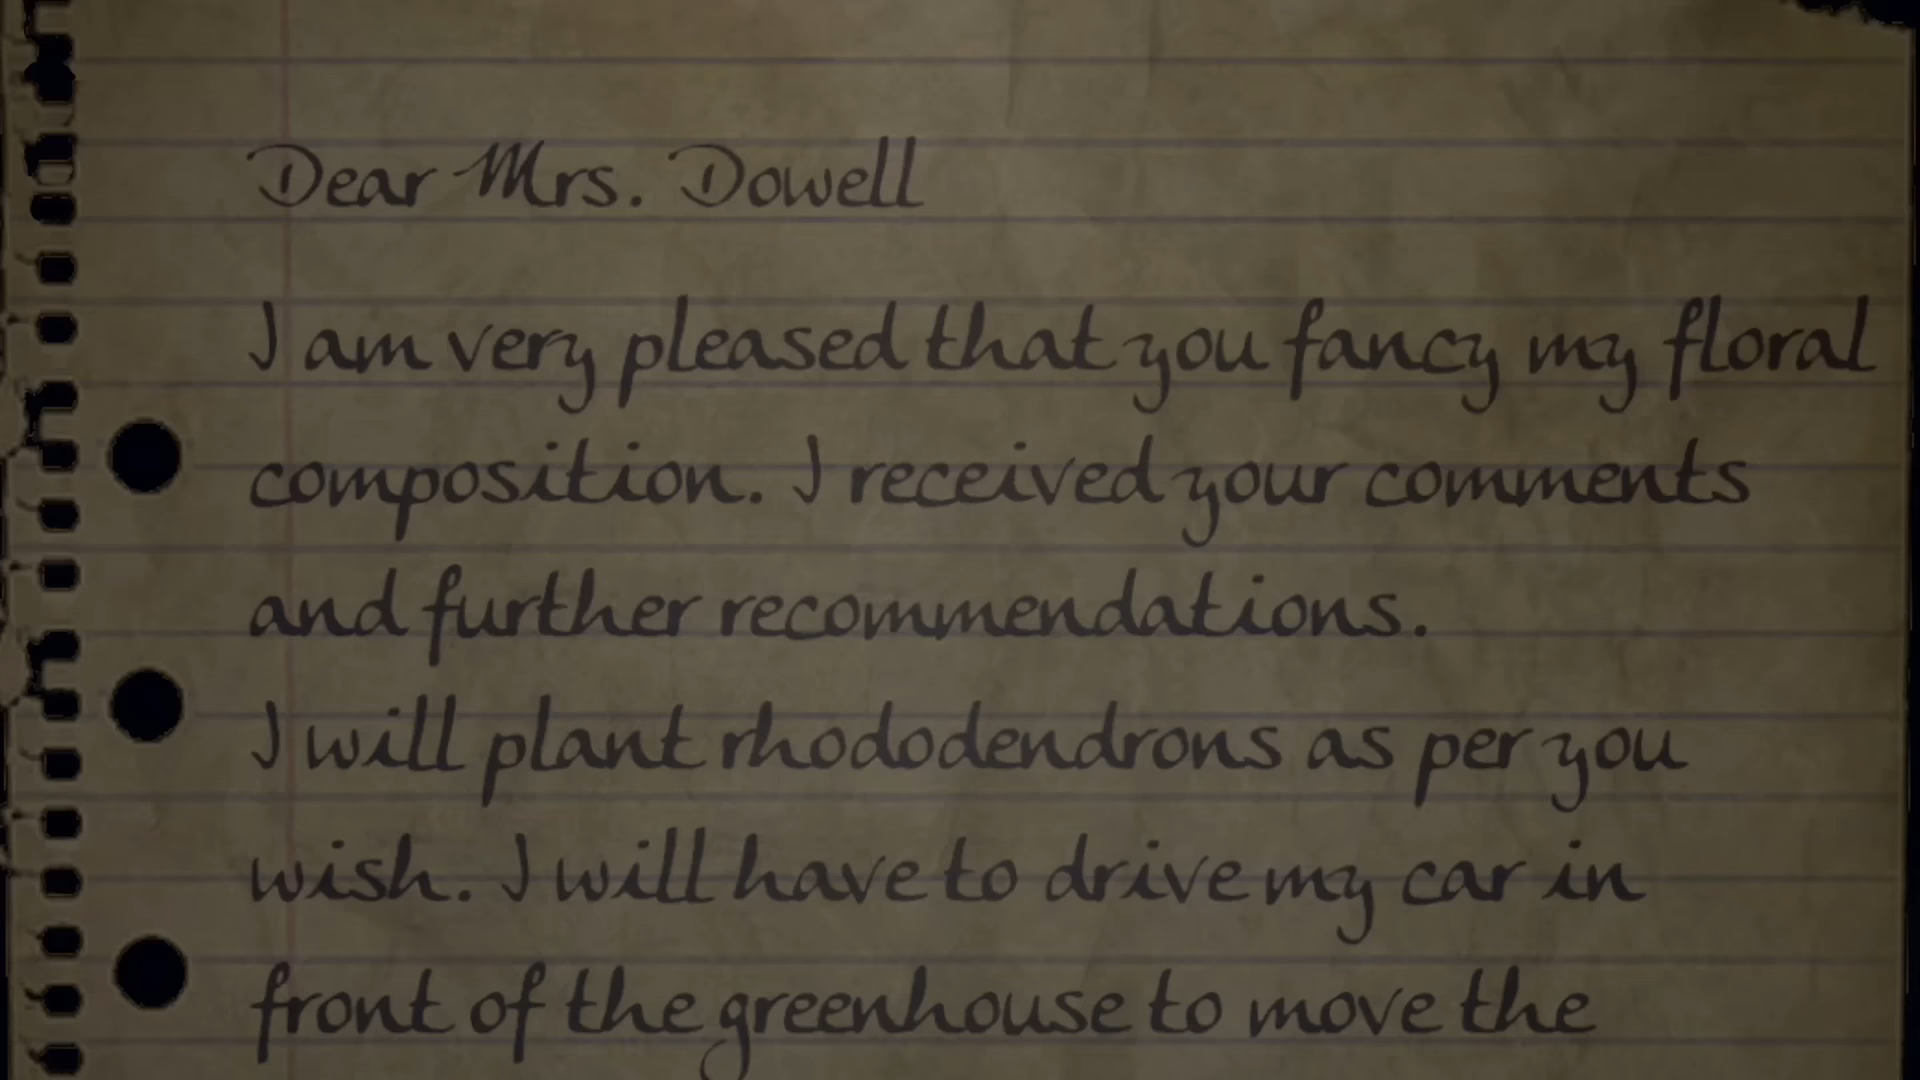 Dear Mrs. Dowell
I am very pleased that you fancy my floral
composition. I received your comments
and further recommendations.
I will plant rhododendrons as per you
wish. I will have to drive my car in
front of the greenhouse to move the